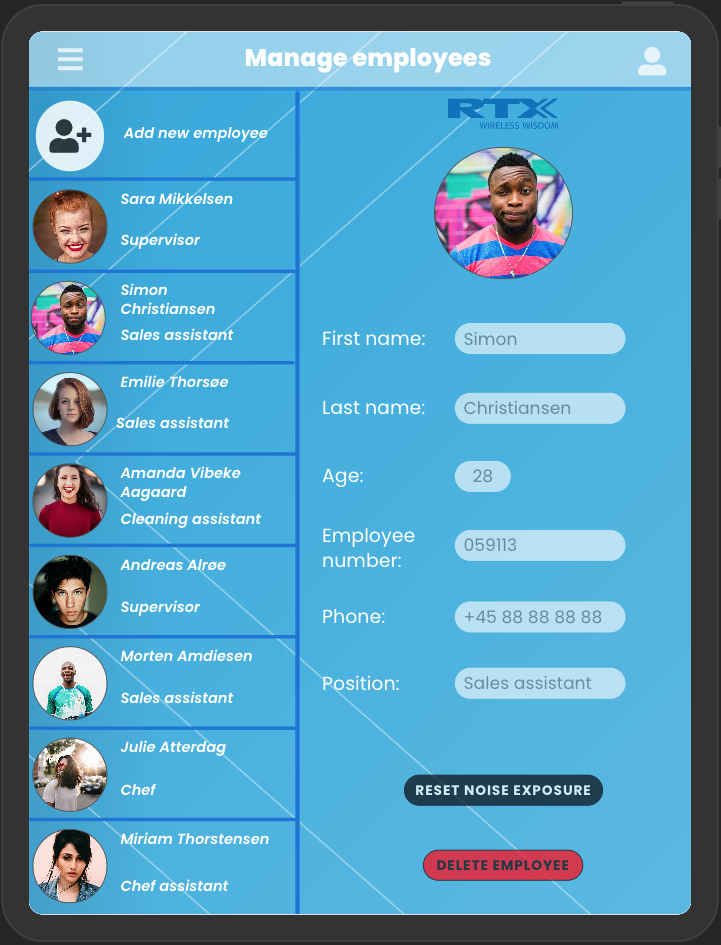 Manage employees
Add new employee
Sara Mikkelsen
Supervisor
Simon
Christiansen
Sales assistant
Emilie Thorsøe
Sales assistant
Amanda Vibeke
Aagaard
Cleaning assistant
Andreas Alrøe
Supervisor
Morten Amdiesen
Sales assistant
Julie Atterdag
Chef
Miriam Thorstensen
Chef assistant
RTX
WIRELESS WISDOM
First name: Simon
Last name: Christiansen
Age: 28
Employee
number: 059113
Phone: +45 88 88 88 88
Position: Sales assistant
RESET NOISE EXPOSURE
DELETE EMPLOYEE